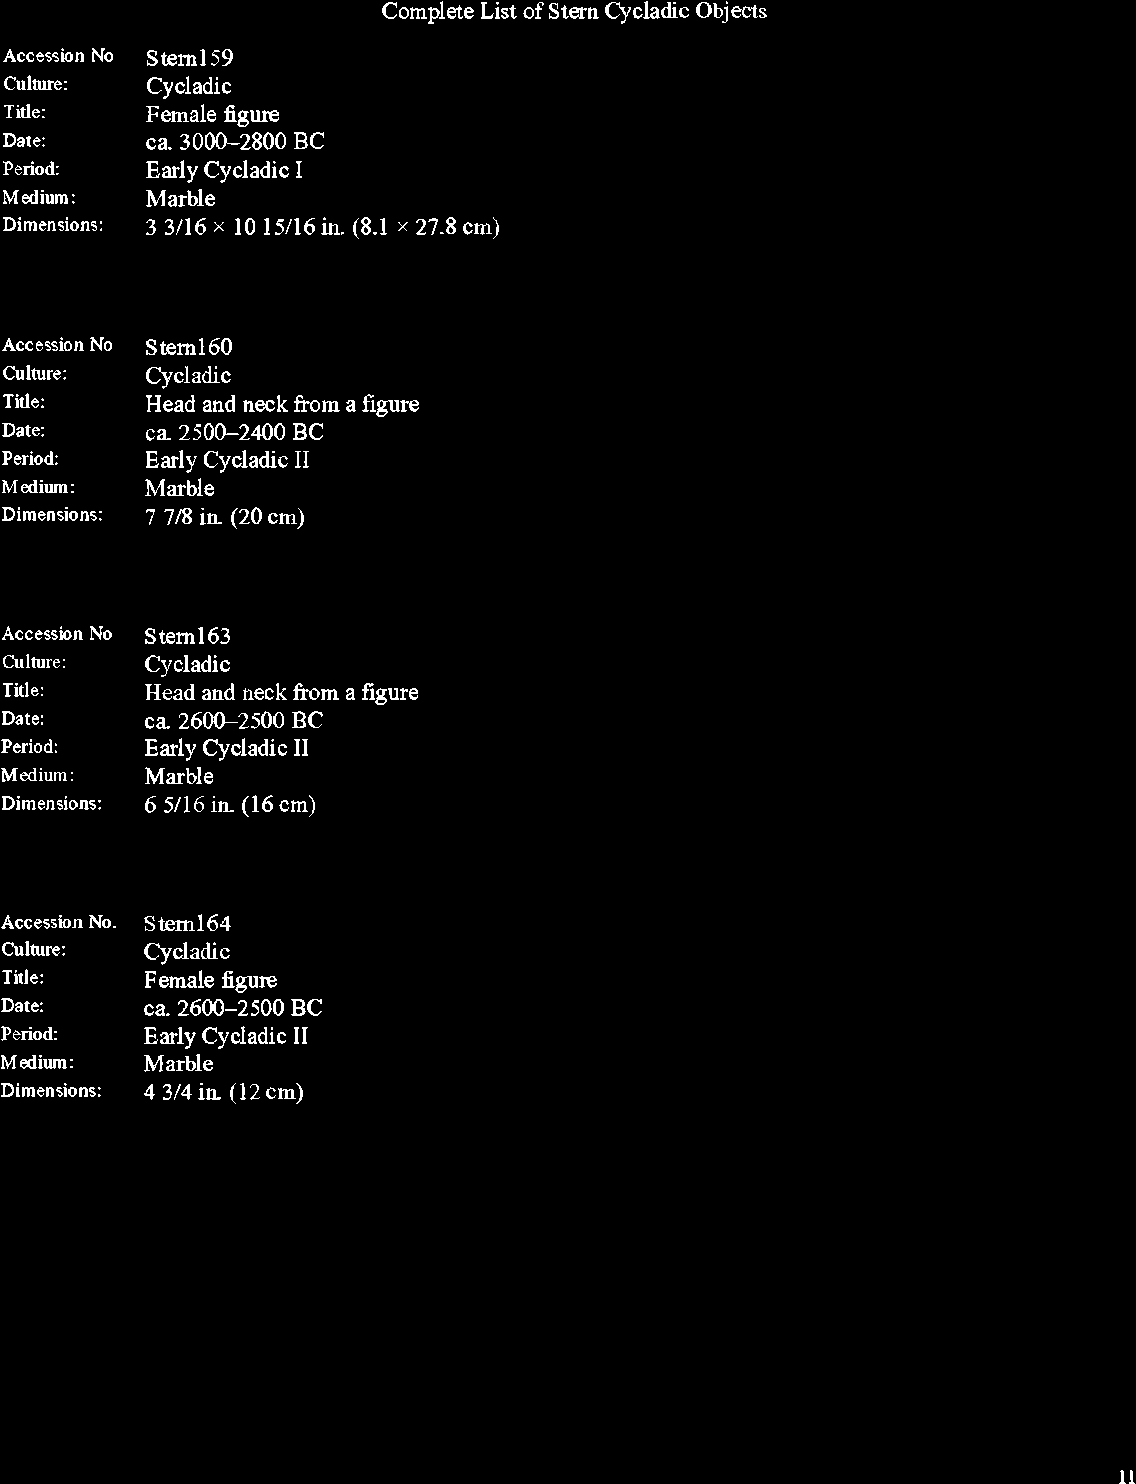 Complete List of Stern Cycladic Objects
Accession No Stern159
Culture: Cycladic
Title: Female figure
Date: ca. 3000–2800 BC
Period: Early Cycladic I
Medium: Marble
Dimensions: 3 3/16 × 10 15/16 in. (8.1 × 27.8 cm)
Accession No Stern160
Culture: Cycladic
Title: Head and neck from a figure
Date: ca. 2500–2400 BC
Period: Early Cycladic II
Medium: Marble
Dimensions: 7 7/8 in. (20 cm)
Accession No Stern163
Culture: Cycladic
Title: Head and neck from a figure
Date: ca. 2600–2500 BC
Period: Early Cycladic II
Medium: Marble
Dimensions: 6 5/16 in. (16 cm)
Accession No. Stern164
Culture: Cycladic
Title: Female figure
Date: ca. 2600–2500 BC
Period: Early Cycladic II
Medium: Marble
Dimensions: 4 3/4 in. (12 cm)
11